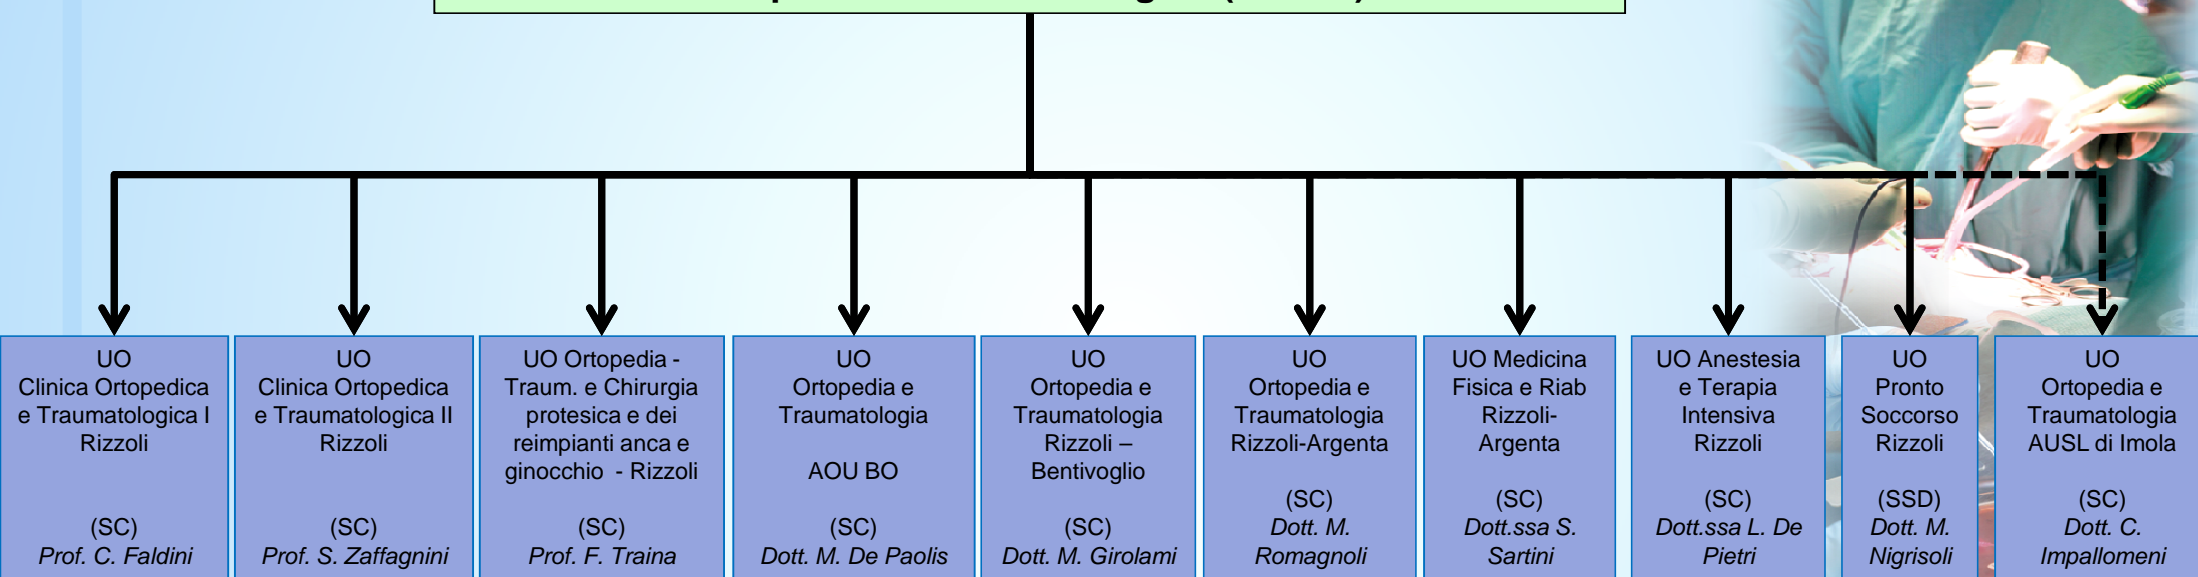 UO
Clinica Ortopedica
e Traumatologica I
Rizzoli
(SC)
Prof. C. Faldini
UO
Clinica Ortopedica
e Traumatologica II
Rizzoli
(SC)
Prof. S. Zaffagnini
UO Ortopedia -
Traum. e Chirurgia
protesica e dei
reimpianti anca e
ginocchio - Rizzoli
(SC)
Prof. F. Traina
UO
Ortopedia e
Traumatologia
AOU BO
(SC)
Dott. M. De Paolis
UO
Ortopedia e
Traumatologia
Rizzoli –
Bentivoglio
(SC)
Dott. M. Girolami
UO
Ortopedia e
Traumatologia
Rizzoli-Argenta
(SC)
Dott. M.
Romagnoli
UO Medicina
Fisica e Riab
Rizzoli-
Argenta
(SC)
Dott.ssa S.
Sartini
UO Anestesia
e Terapia
Intensiva
Rizzoli
(SC)
Dott.ssa L. De
Pietri
UO
Pronto
Soccorso
Rizzoli
(SSD)
Dott. M.
Nigrisoli
UO
Ortopedia e
Traumatologia
AUSL di Imola
(SC)
Dott. C.
Impallomeni